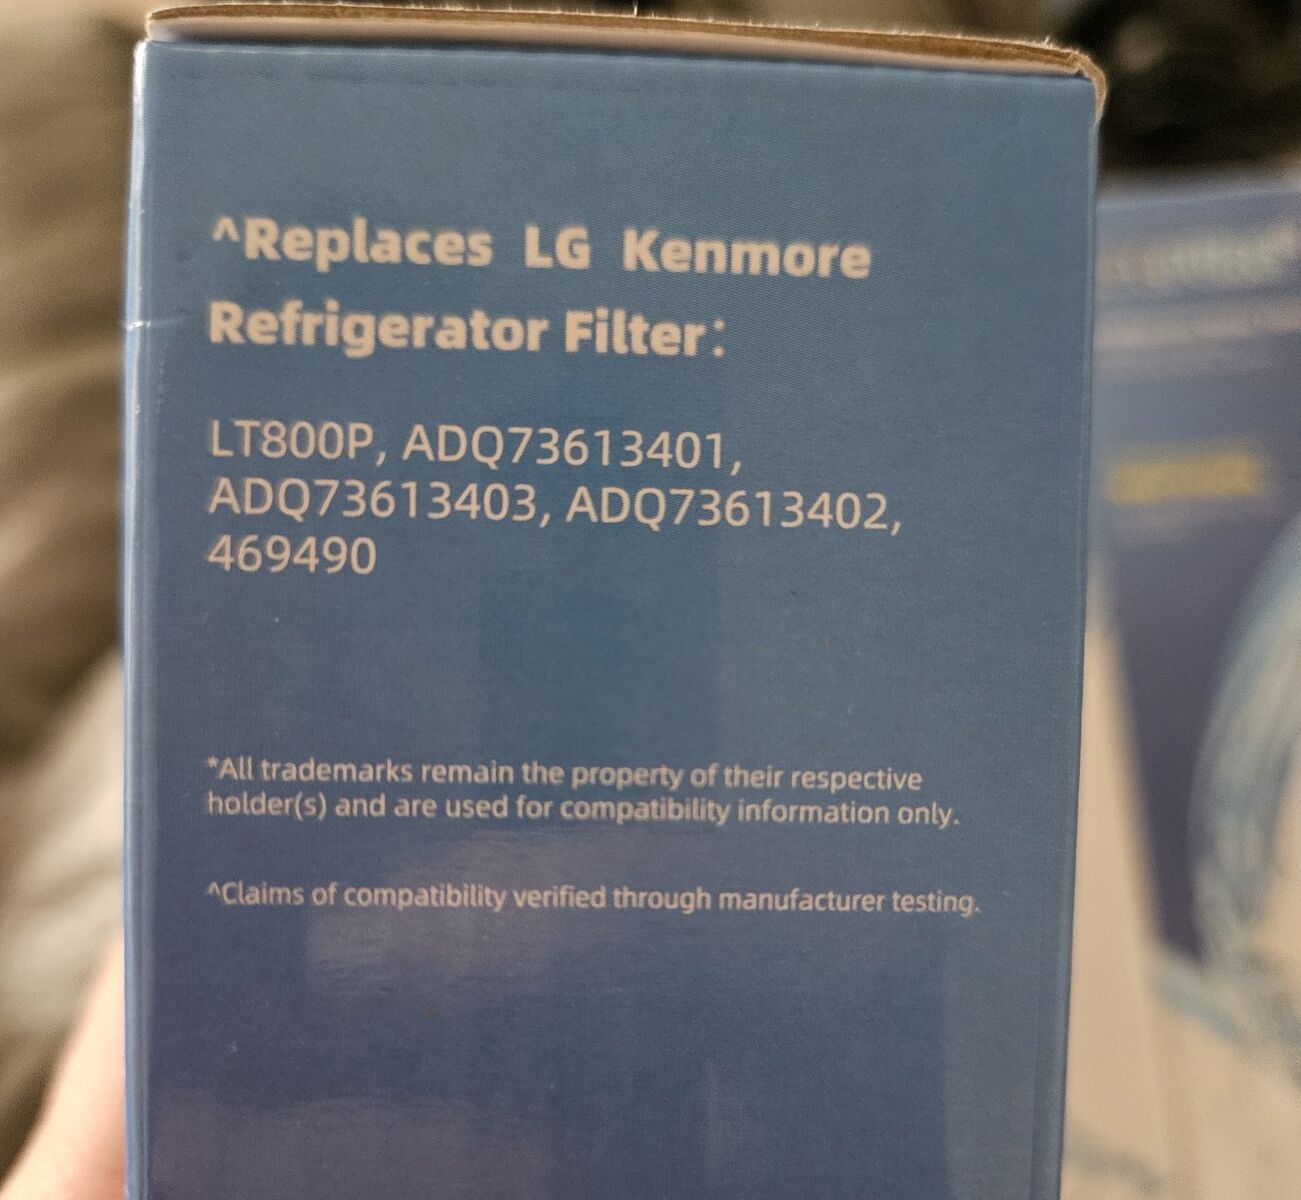 ^Replaces LG Kenmore
Refrigerator Filter:
LT800P, ADQ73613401,
ADQ73613403, ADQ73613402,
469490
*All trademarks remain the property of their respective
holder(s) and are used for compatibility information only.
^Claims of compatibility verified through manufacturer testing.